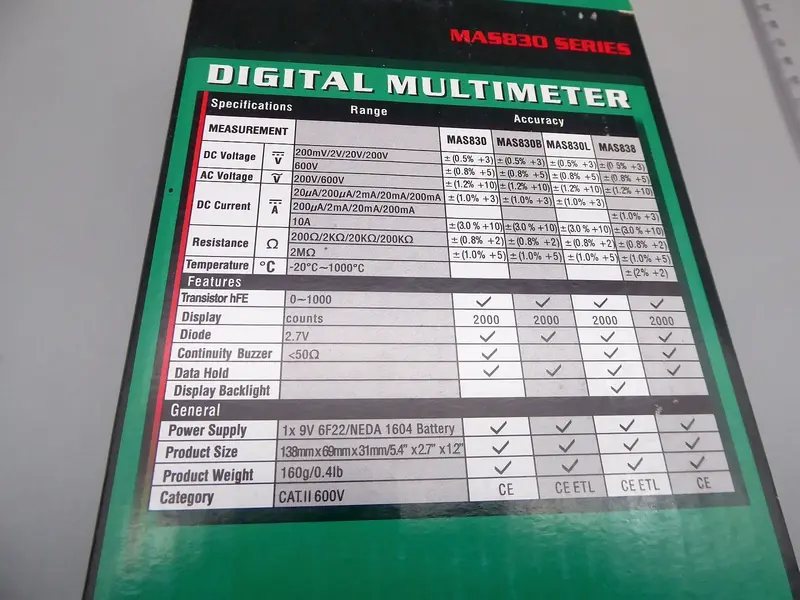 MAS830 SERIES
DIGITAL MULTIMETER
Specifications Range Accuracy
MEASUREMENT MAS830 MAS830B MAS830L MAS838
DC Voltage V 200mV/2V/20V/200V ±(0.5% +3) ±(0.5% +3) ±(0.5% +3) ±(0.5% +3)
600V ±(0.8% +5) ±(0.8% +5) ±(0.8% +5) ±(0.8% +5)
AC Voltage V 200V/600V ±(1.2% +10) ±(1.2% +10) ±(1.2% +10) ±(1.2% +10)
DC Current A 20µA/200µA/2mA/20mA/200mA ±(1.0% +3) ±(1.0% +3) ±(1.0% +3)
200µA/2mA/20mA/200mA ±(1.0% +3)
10A ±(3.0 % +10) ±(3.0 % +10) ±(3.0 % +10) ±(3.0 % +10)
Resistance Ω 200Ω/2KΩ/20KΩ/200KΩ ±(0.8% +2) ±(0.8% +2) ±(0.8% +2) ±(0.8% +2)
2MΩ ±(1.0% +5) ±(1.0% +5) ±(1.0% +5) ±(1.0% +5)
Temperature °C -20°C~1000°C ±(2% +2)
Features
Transistor hFE 0~1000 ✓ ✓ ✓ ✓
Display counts 2000 2000 2000 2000
Diode 2.7V ✓ ✓ ✓ ✓
Continuity Buzzer <50Ω ✓ ✓ ✓
Data Hold ✓ ✓ ✓ ✓
Display Backlight ✓
General
Power Supply 1x 9V 6F22/NEDA 1604 Battery ✓ ✓ ✓ ✓
Product Size 138mmx69mmx31mm/5.4" x2.7" x1.2" ✓ ✓ ✓ ✓
Product Weight 160g/0.4lb ✓ ✓ ✓ ✓
Category CAT.II 600V CE CE ETL CE ETL CE